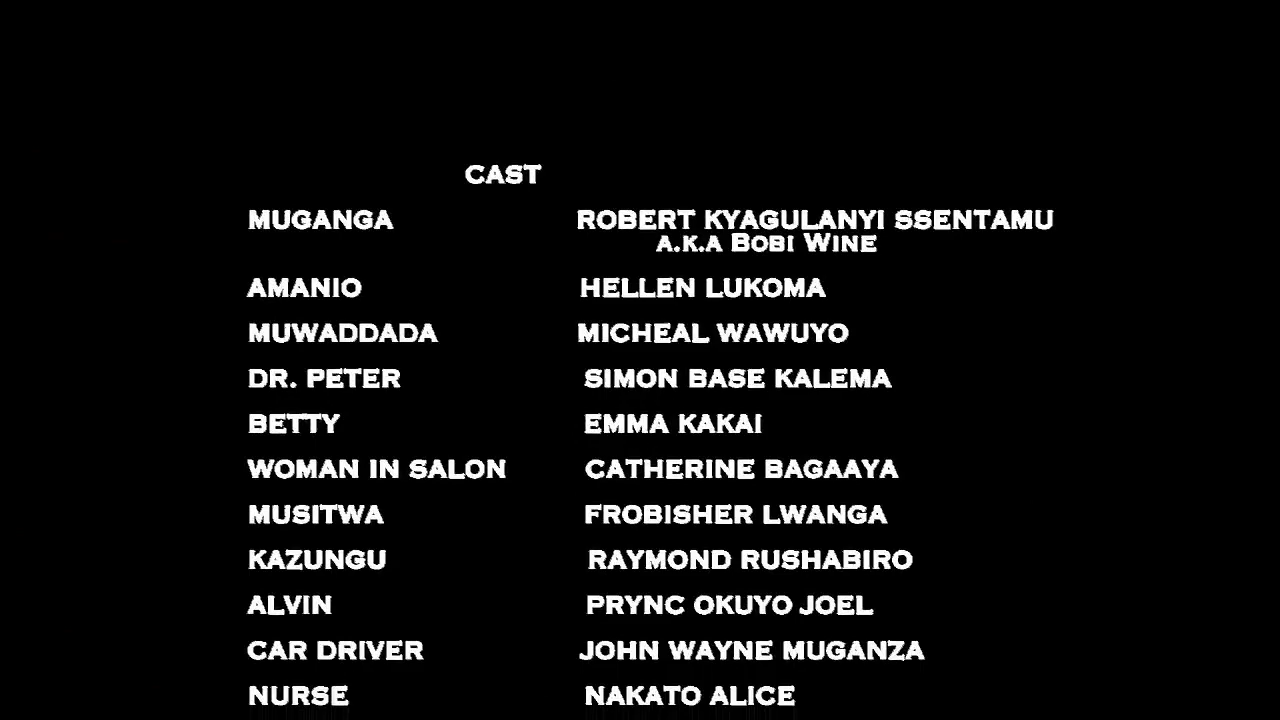 CAST
MUGANGA ROBERT KYAGULANYI SSENTAMU
A.K.A BOBI WINE
AMANIO HELLEN LUKOMA
MUWADDADA MICHEAL WAWUYO
DR. PETER SIMON BASE KALEMA
BETTY EMMA KAKAI
WOMAN IN SALON CATHERINE BAGAAYA
MUSITWA FROBISHER LWANGA
KAZUNGU RAYMOND RUSHABIRO
ALVIN PRYNC OKUYO JOEL
CAR DRIVER JOHN WAYNE MUGANZA
NURSE NAKATO ALICE